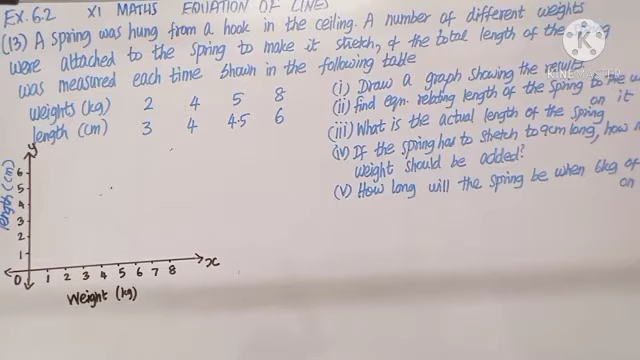 EX. 6.2 XI MATHS EQUATION OF LINES
(13) A spring was hung from a hook in the ceiling. A number of different weights
were attached to the spring to make it stretch, & the total length of the
was measured each time shown in the following table
weights (kg) 2 4 5 8
length (cm) 3 4 4.5 6
(i) Draw a graph showing the results
(ii) find eqn. relating length of the spring to the
on it
(iii) What is the actual length of the spring
(iv) If the spring has to stretch to 9cm long, how
weight should be added?
(v) How long will the spring be when 6kg of
on
KINEMASTER
y
length (cm)
6
5
4
3
2
1
0 1 2 3 4 5 6 7 8 x
Weight (kg)